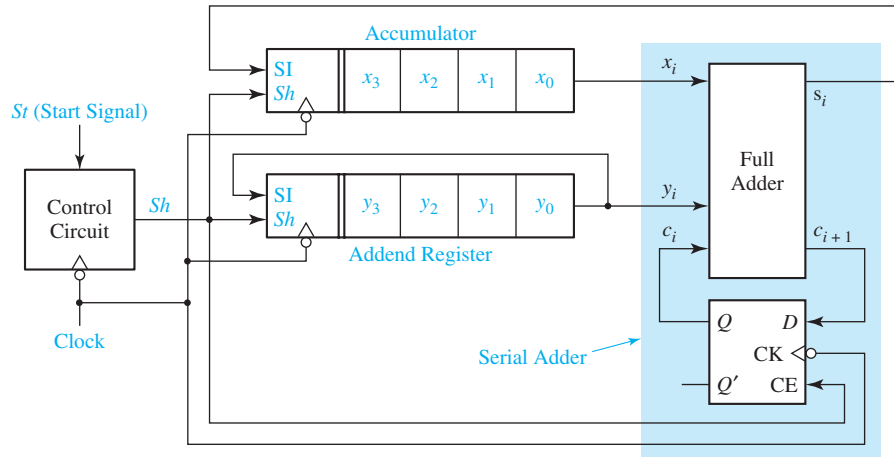 Accumulator
SI
Sh
x3 x2 x1 x0
xi
si
St (Start Signal)
Full
Adder
Control
Circuit
Sh
SI
Sh
y3 y2 y1 y0
yi
ci
ci + 1
Addend Register
Clock
Serial Adder
Q D
CK
Q′ CE